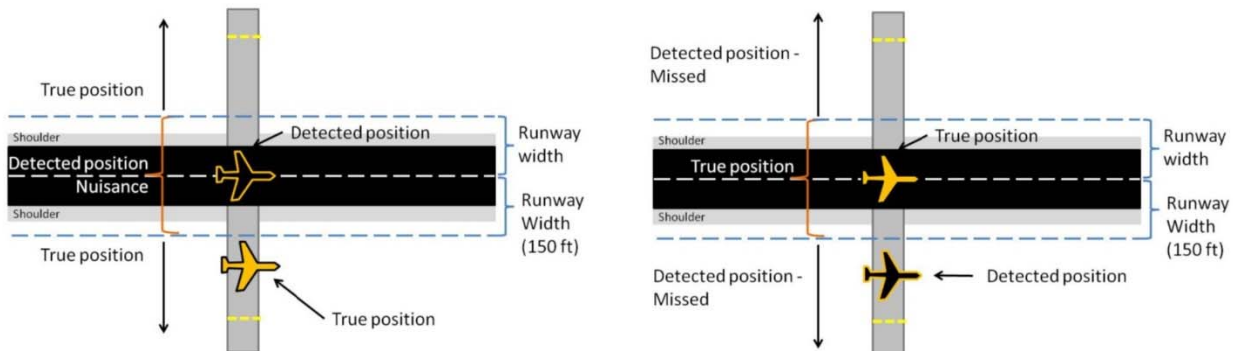 True position
Shoulder
Detected position
Runway
width
Detected position
Nuisance
Shoulder
Runway
Width
(150 ft)
True position
True position
Detected position -
Missed
Shoulder
True position
Runway
width
True position
Shoulder
Runway
Width
(150 ft)
Detected position -
Missed
Detected position